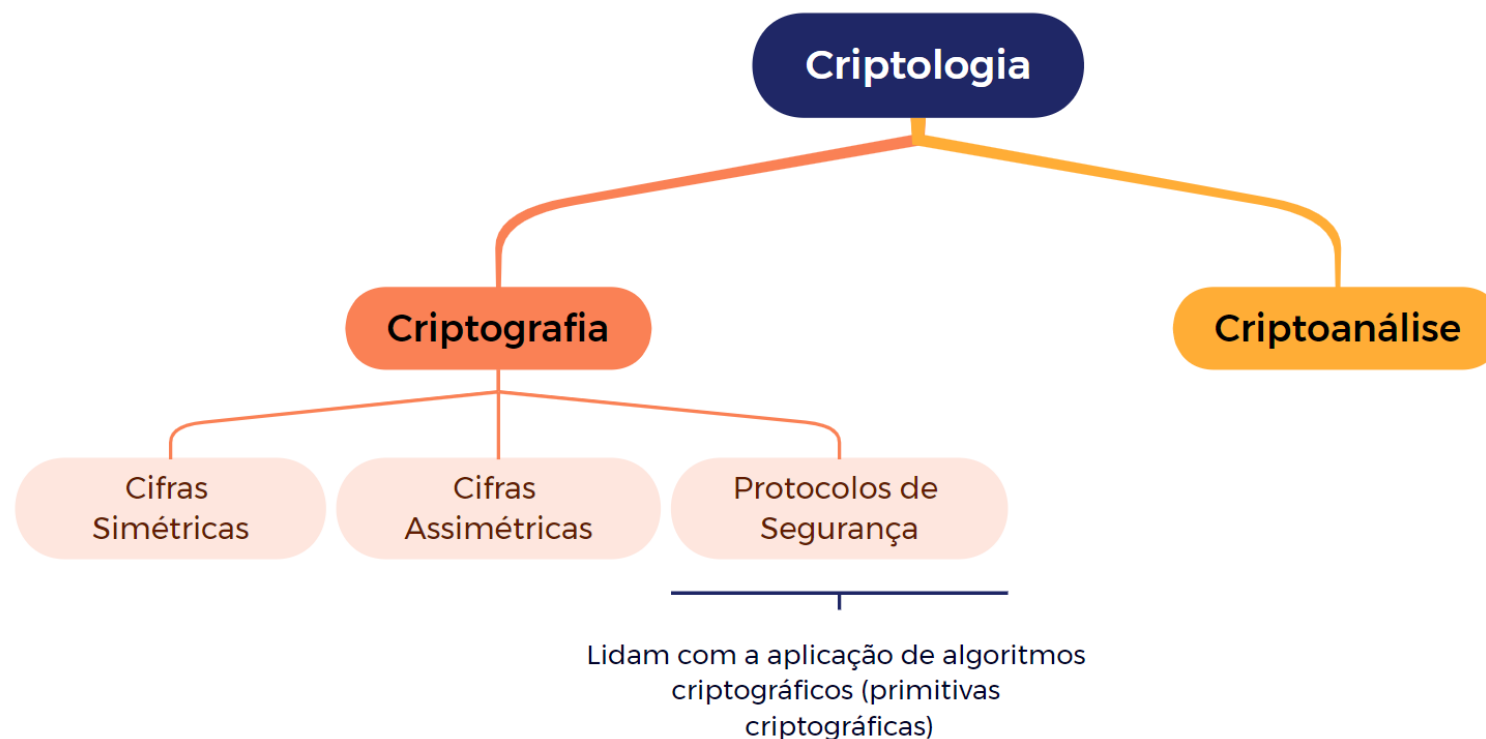 Criptologia
Criptografia
Criptoanálise
Cifras
Simétricas
Cifras
Assimétricas
Protocolos de
Segurança
Lidam com a aplicação de algoritmos
criptográficos (primitivas
criptográficas)